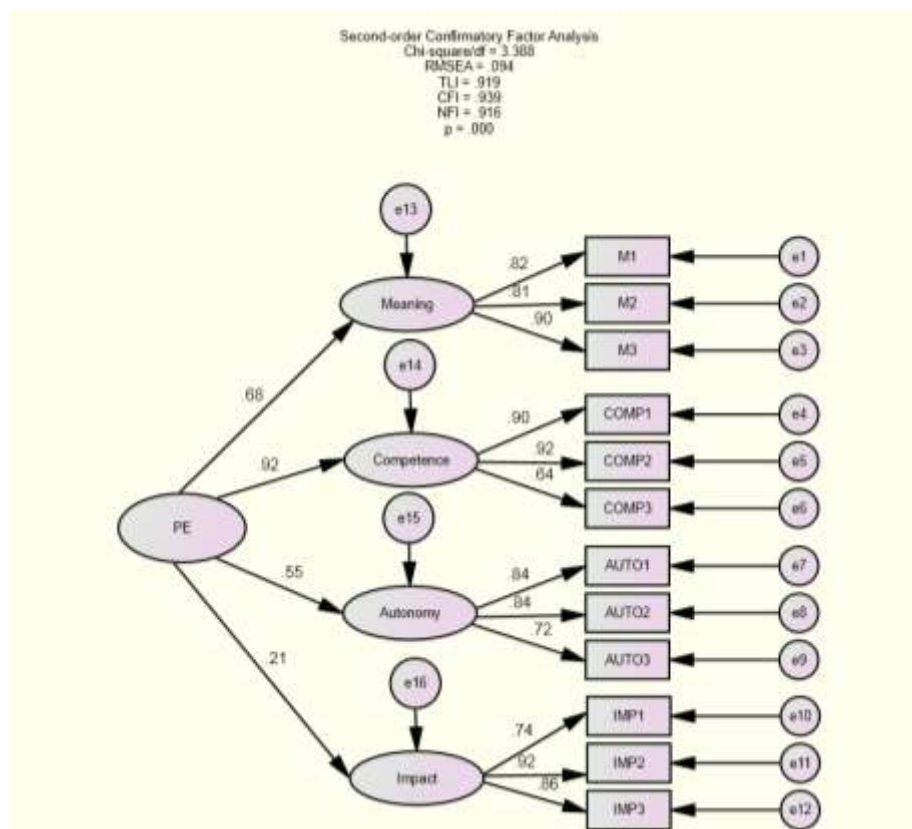 Second-order Confirmatory Factor Analysis
Chi-square/df = 3.388
RMSEA = .094
TLI = .919
CFI = .939
NFI = .916
p = .000
e13
.82
M1
e1
Meaning
.81
M2
e2
.90
M3
e3
e14
.68
.90
COMP1
e4
.92
Competence
.92
COMP2
e5
.64
COMP3
e6
e15
PE
.55
.84
AUTO1
e7
Autonomy
.84
AUTO2
e8
.72
AUTO3
e9
.21
e16
.74
IMP1
e10
Impact
.92
IMP2
e11
.86
IMP3
e12